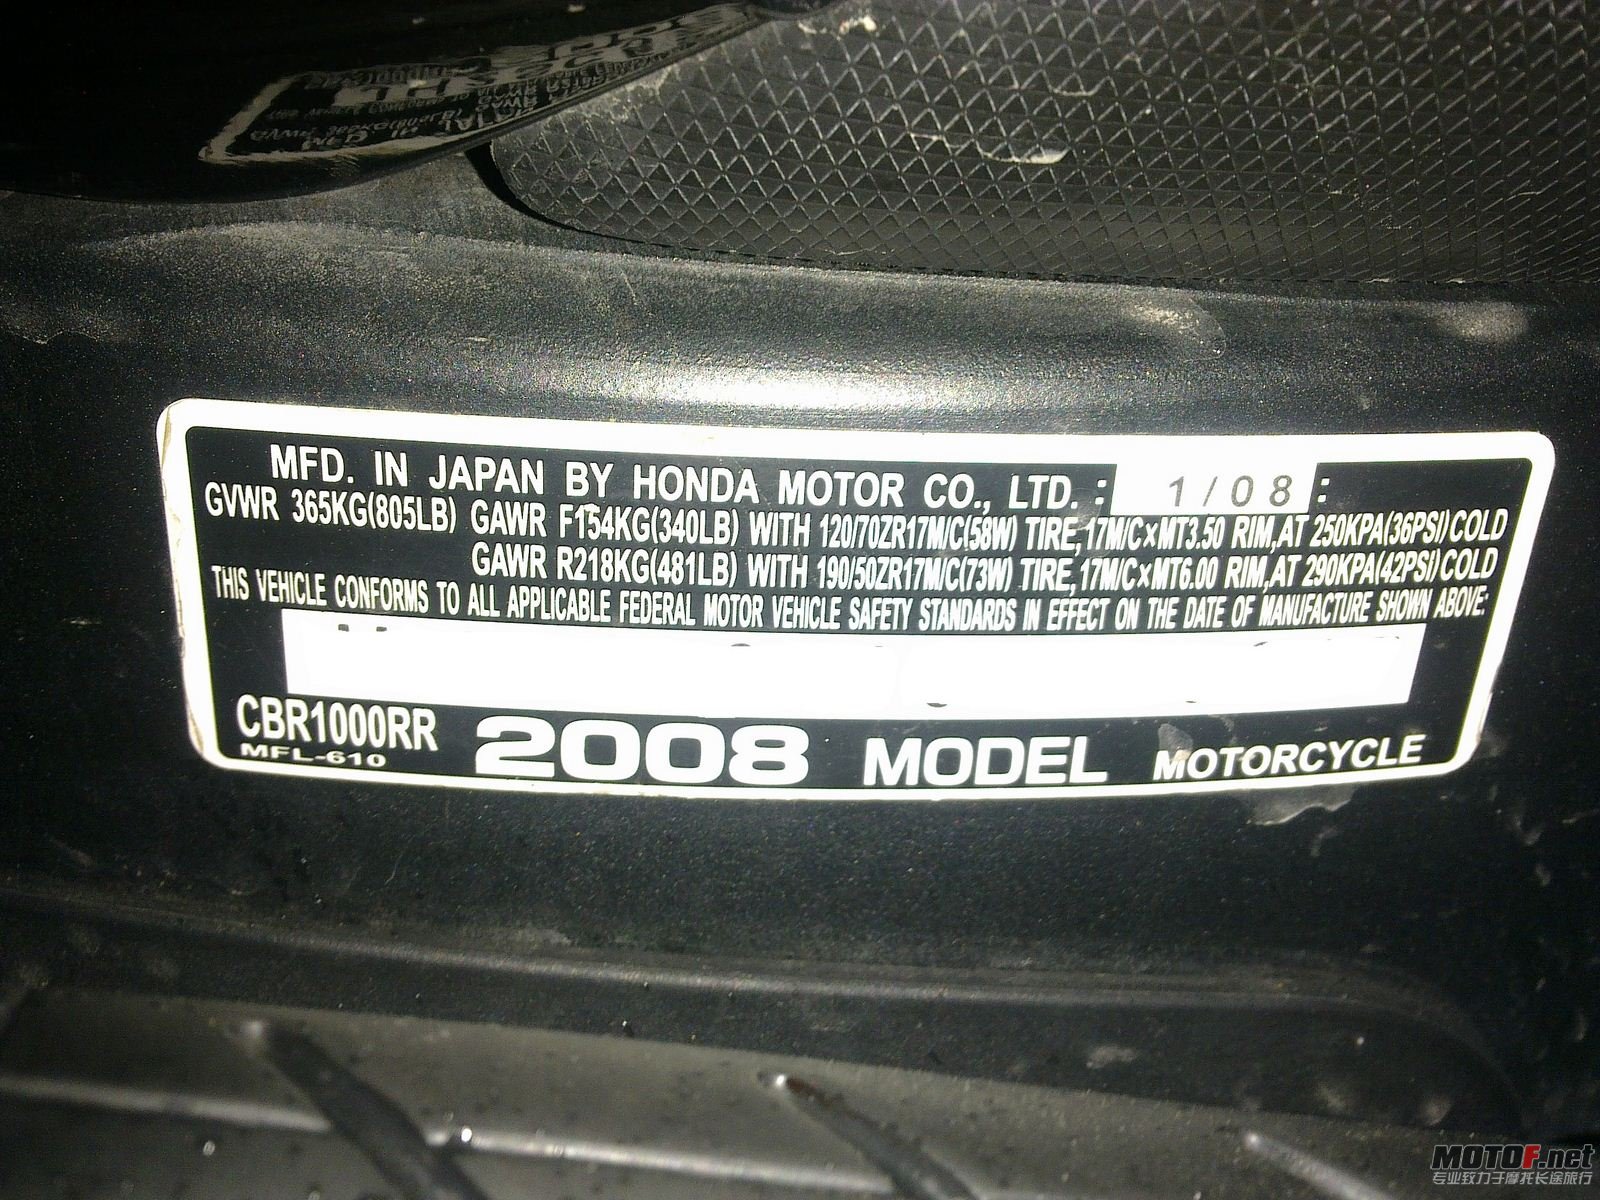 MFD. IN JAPAN BY HONDA MOTOR CO., LTD. : 1/08 :
GVWR 365KG(805LB) GAWR F154KG(340LB) WITH 120/70ZR17M/C(58W) TIRE,17M/C×MT3.50 RIM,AT 250KPA(36PSI)COLD
GAWR R218KG(481LB) WITH 190/50ZR17M/C(73W) TIRE,17M/C×MT6.00 RIM,AT 290KPA(42PSI)COLD
THIS VEHICLE CONFORMS TO ALL APPLICABLE FEDERAL MOTOR VEHICLE SAFETY STANDARDS IN EFFECT ON THE DATE OF MANUFACTURE SHOWN ABOVE:
CBR1000RR 2008 MODEL MOTORCYCLE
MFL-610
MOTOF.net
专业致力于摩托长途旅行